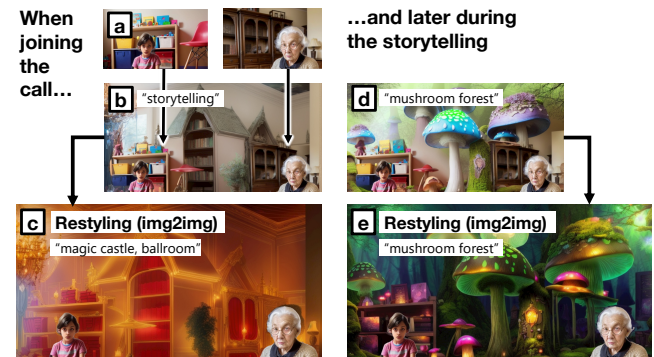 When
joining
the
call…
…and later during
the storytelling
a
b
"storytelling"
c
Restyling (img2img)
"magic castle, ballroom"
d
"mushroom forest"
e
Restyling (img2img)
"mushroom forest"